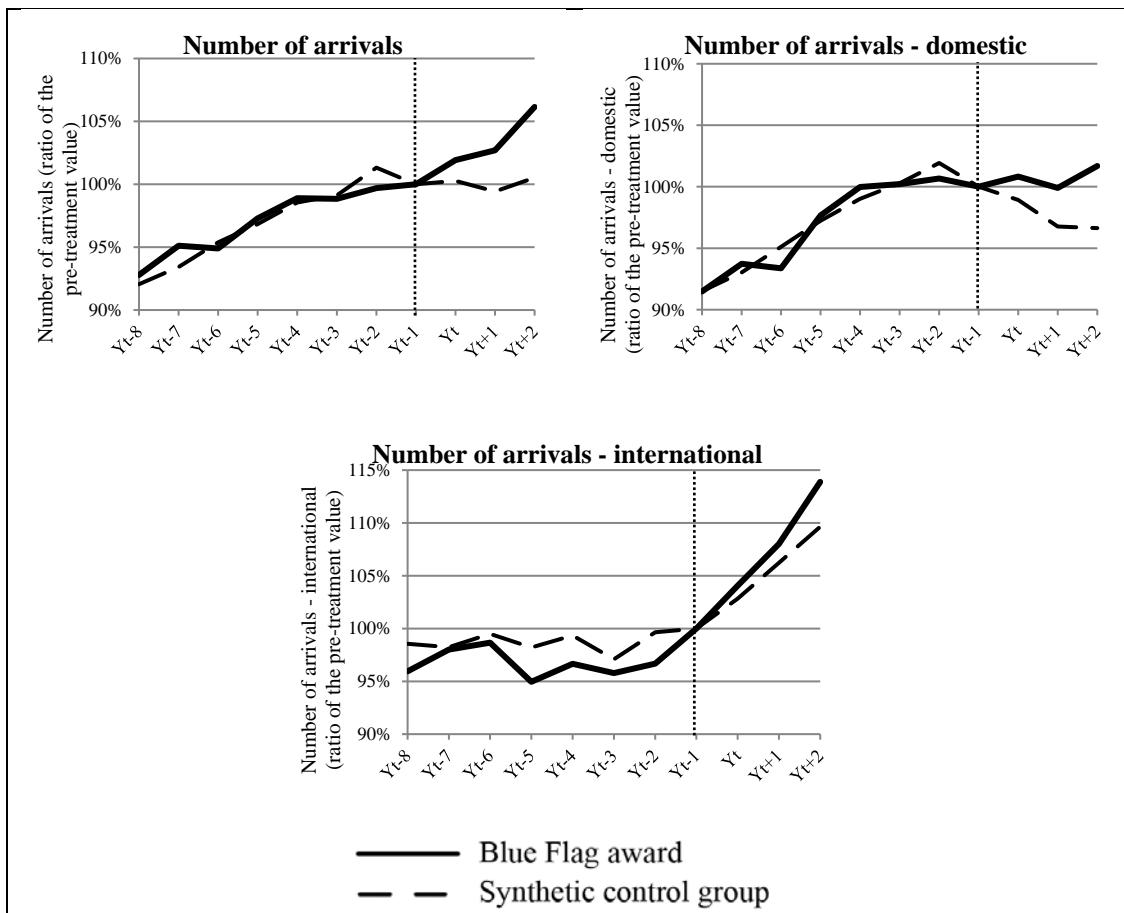 Number of arrivals
Number of arrivals (ratio of the
pre-treatment value)
110%
105%
100%
95%
90%
Yt-8
Yt-7
Yt-6
Yt-5
Yt-4
Yt-3
Yt-2
Yt-1
Yt
Yt+1
Yt+2
Number of arrivals - domestic
Number of arrivals - domestic
(ratio of the pre-treatment value)
110%
105%
100%
95%
90%
Yt-8
Yt-7
Yt-6
Yt-5
Yt-4
Yt-3
Yt-2
Yt-1
Yt
Yt+1
Yt+2
Number of arrivals - international
Number of arrivals - international
(ratio of the pre-treatment value)
115%
110%
105%
100%
95%
90%
Yt-8
Yt-7
Yt-6
Yt-5
Yt-4
Yt-3
Yt-2
Yt-1
Yt
Yt+1
Yt+2
Blue Flag award
Synthetic control group